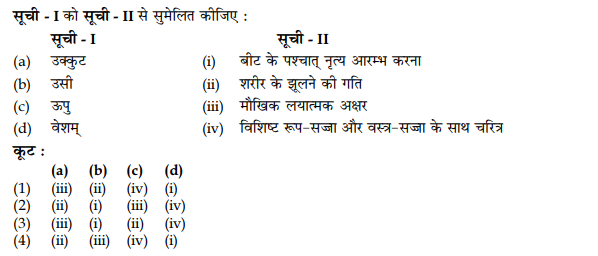 सूची - I को सूची - II से सुमेलित कीजिए :
सूची - I सूची - II
(a) उक्कुट (i) बीट के पश्चात् नृत्य आरम्भ करना
(b) उसी (ii) शरीर के झूलने की गति
(c) ऊपु (iii) मौखिक लयात्मक अक्षर
(d) वेशम् (iv) विशिष्ट रूप-सज्जा और वस्त्र-सज्जा के साथ चरित्र
कूट :
(a) (b) (c) (d)
(1) (iii) (ii) (iv) (i)
(2) (ii) (i) (iii) (iv)
(3) (iii) (i) (ii) (iv)
(4) (ii) (iii) (iv) (i)